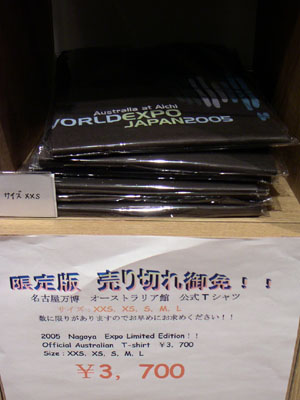 Australia at Aichi
WORLDEXPO
JAPAN2005
サイズ XXS
限定版 売り切れ御免！！
名古屋万博 オーストラリア館 公式Tシャツ
サイズ：XXS, XS, S, M, L
数に限りがありますのでお早めにお求めください！！
2005 Nagoya Expo Limited Edition！！
Official Australian T-shirt ¥3, 700
Size：XXS, XS, S, M, L
¥3, 700